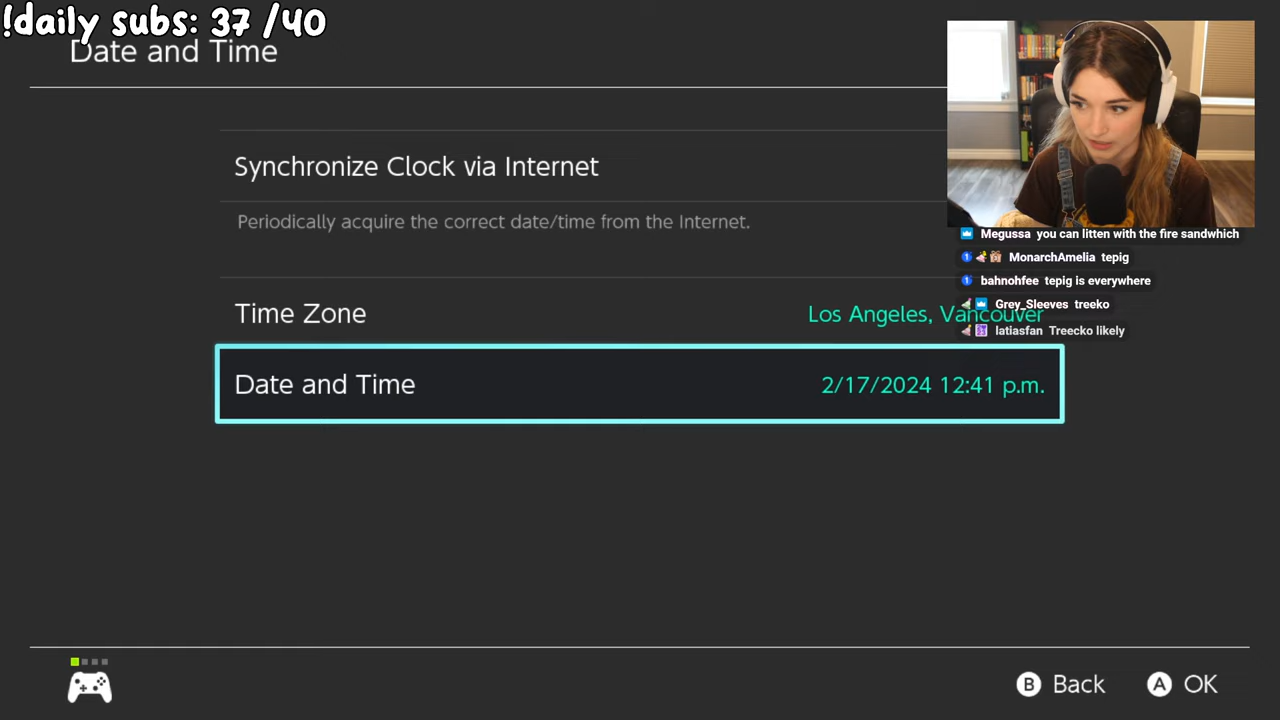 !daily subs: 37 /40
Date and Time
Synchronize Clock via Internet
Periodically acquire the correct date/time from the Internet.
Megussa you can litten with the fire sandwhich
MonarchAmelia tepig
bahnohfee tepig is everywhere
Grey_Sleeves treeko
latiasfan Treecko likely
Time Zone
Los Angeles, Vancouver
Date and Time
2/17/2024 12:41 p.m.
B Back
A OK